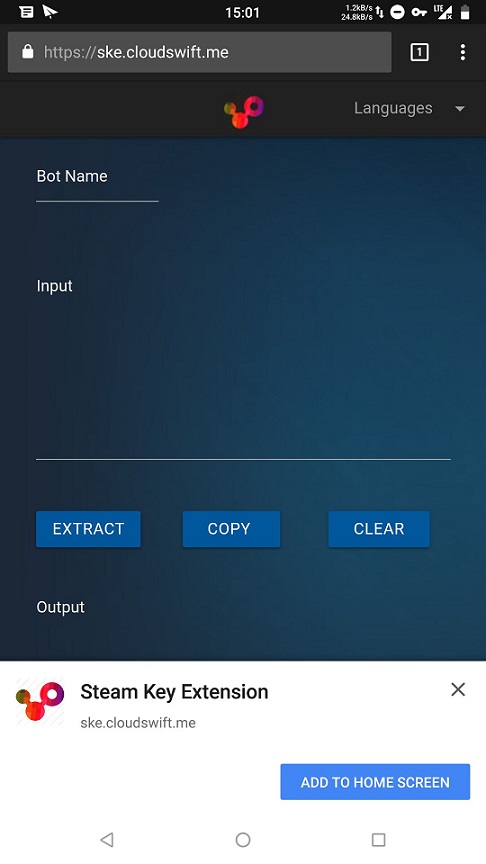 15:01
1.2kB/s
24.8kB/s
LTE
https://ske.cloudswift.me
1
Languages
Bot Name
Input
EXTRACT COPY CLEAR
Output
Steam Key Extension
ske.cloudswift.me
ADD TO HOME SCREEN